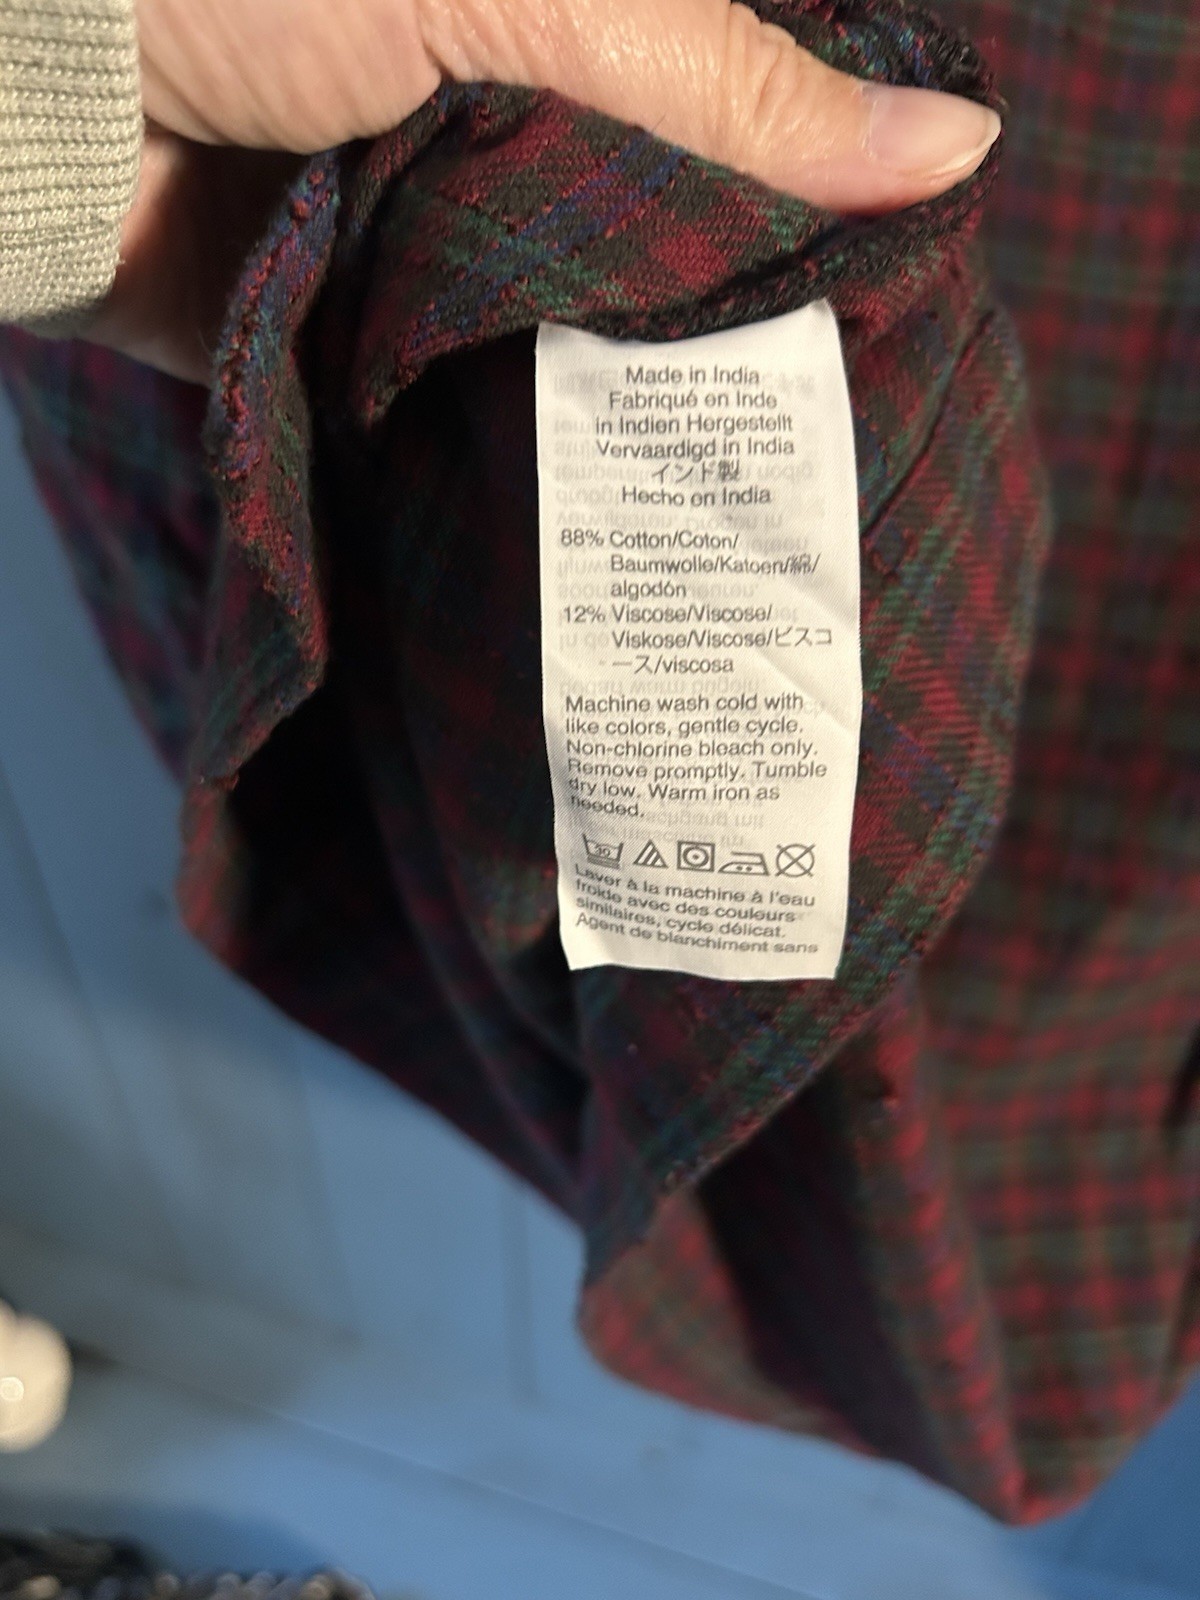 Made in India
Fabriqué en Inde
in Indien Hergestellt
Vervaardigd in India
インド製
Hecho en India
88% Cotton/Coton/
Baumwolle/Katoen/綿/
algodón
12% Viscose/Viscose/
Viskose/Viscose/ビスコ
ース/viscosa
Machine wash cold with
like colors, gentle cycle.
Non-chlorine bleach only.
Remove promptly. Tumble
dry low. Warm iron as
needed.
30
Laver à la machine à l'eau
froide avec des couleurs
similaires, cycle délicat.
Agent de blanchiment sans